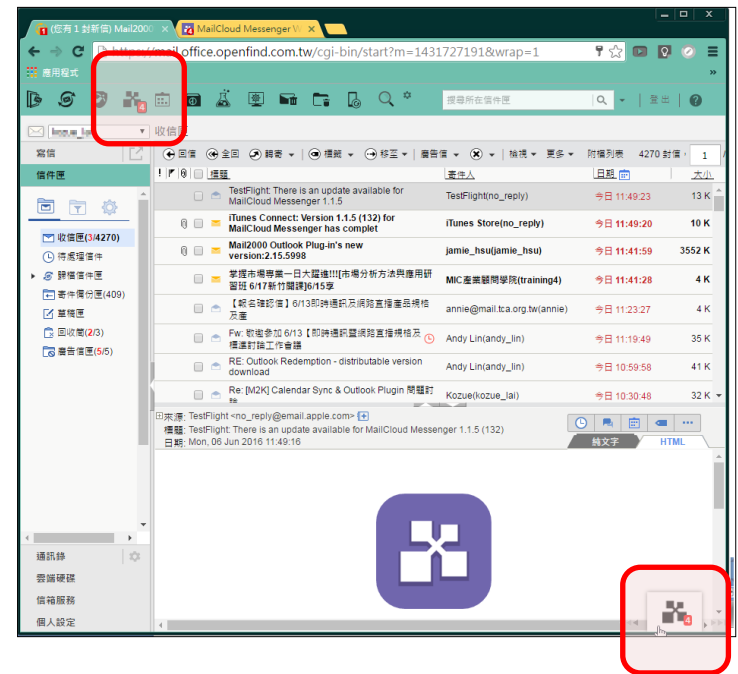 (您有 1 封新信) Mail2000
MailCloud Messenger V
https://mail.office.openfind.com.tw/cgi-bin/start?m=1431727191&wrap=1
應用程式
»
4
搜尋所在信件匣
登出
收信匣
寫信
回信 全回 轉寄 標籤 移至 廣告信 檢視 更多 附檔列表 4270 封信， 1 /
信件匣
! 標題 寄件人 日期 大小
TestFlight: There is an update available for MailCloud Messenger 1.1.5 TestFlight(no_reply) 今日 11:49:23 13 K
iTunes Connect: Version 1.1.5 (132) for MailCloud Messenger has complet iTunes Store(no_reply) 今日 11:49:20 10 K
Mail2000 Outlook Plug-in's new version:2.15.5998 jamie_hsu(jamie_hsu) 今日 11:41:59 3552 K
掌握市場專業一日大躍進!!![市場分析方法與應用研習班 6/17新竹開課]6/15享 MIC產業顧問學院(training4) 今日 11:41:28 4 K
【報名確認信】6/13即時通訊及網路直播產品規格及產 annie@mail.tca.org.tw(annie) 今日 11:23:27 4 K
Fw: 敬邀參加 6/13【即時通訊暨網路直播規格及標準討論工作會議 Andy Lin(andy_lin) 今日 11:19:49 35 K
RE: Outlook Redemption - distributable version download Andy Lin(andy_lin) 今日 10:59:58 41 K
Re: [M2K] Calendar Sync & Outlook Plugin 問題討論 Kozue(kozue_lai) 今日 10:30:48 32 K
收信匣(3/4270)
待處理信件
歸檔信件匣
寄件備份匣(409)
草稿匣
回收筒(2/3)
廣告信匣(5/5)
來源: TestFlight <no_reply@email.apple.com>
標題: TestFlight: There is an update available for MailCloud Messenger 1.1.5 (132)
日期: Mon, 06 Jun 2016 11:49:16
純文字 HTML
通訊錄
雲端硬碟
信箱服務
個人設定
4